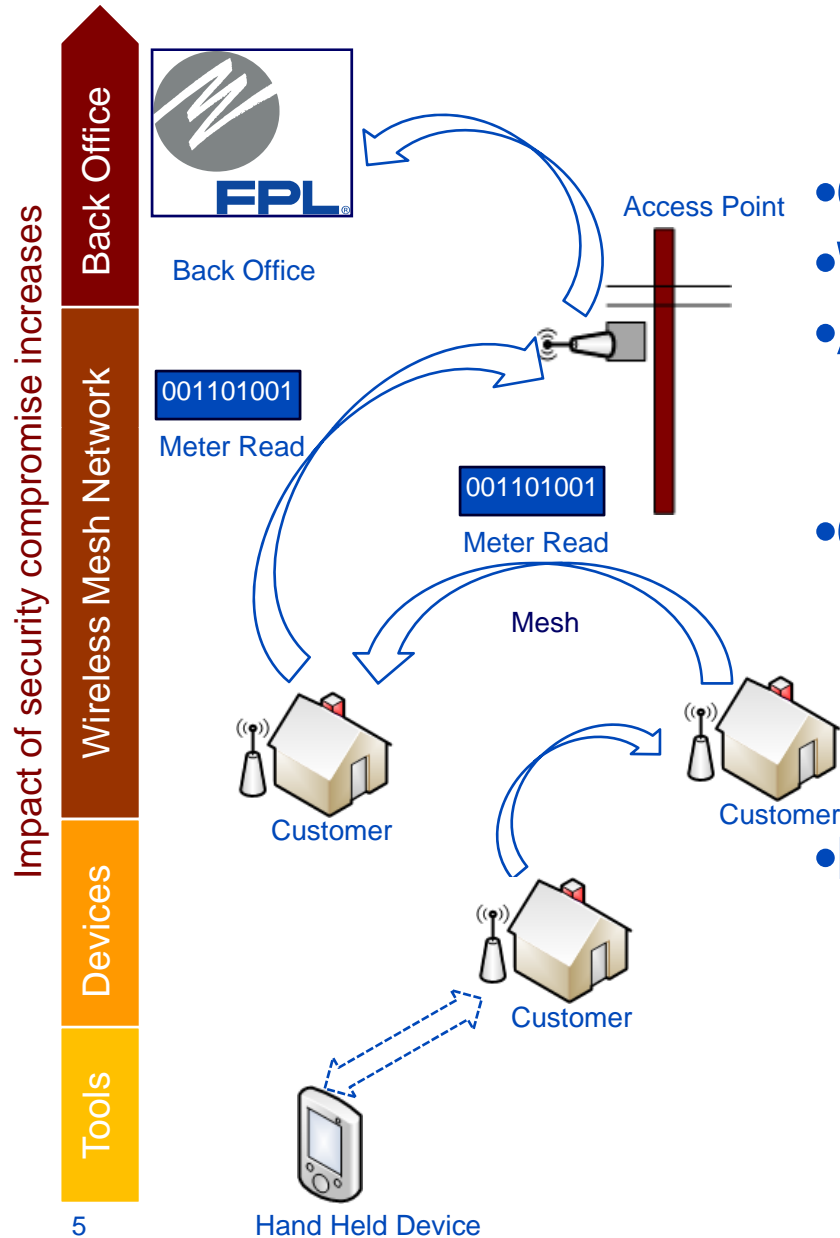 Impact of security compromise increases
Back Office
Wireless Mesh Network
Devices
Tools
FPL®
Back Office
Access Point
001101001
Meter Read
001101001
Meter Read
Mesh
Customer
Customer
Customer
Hand Held Device
5